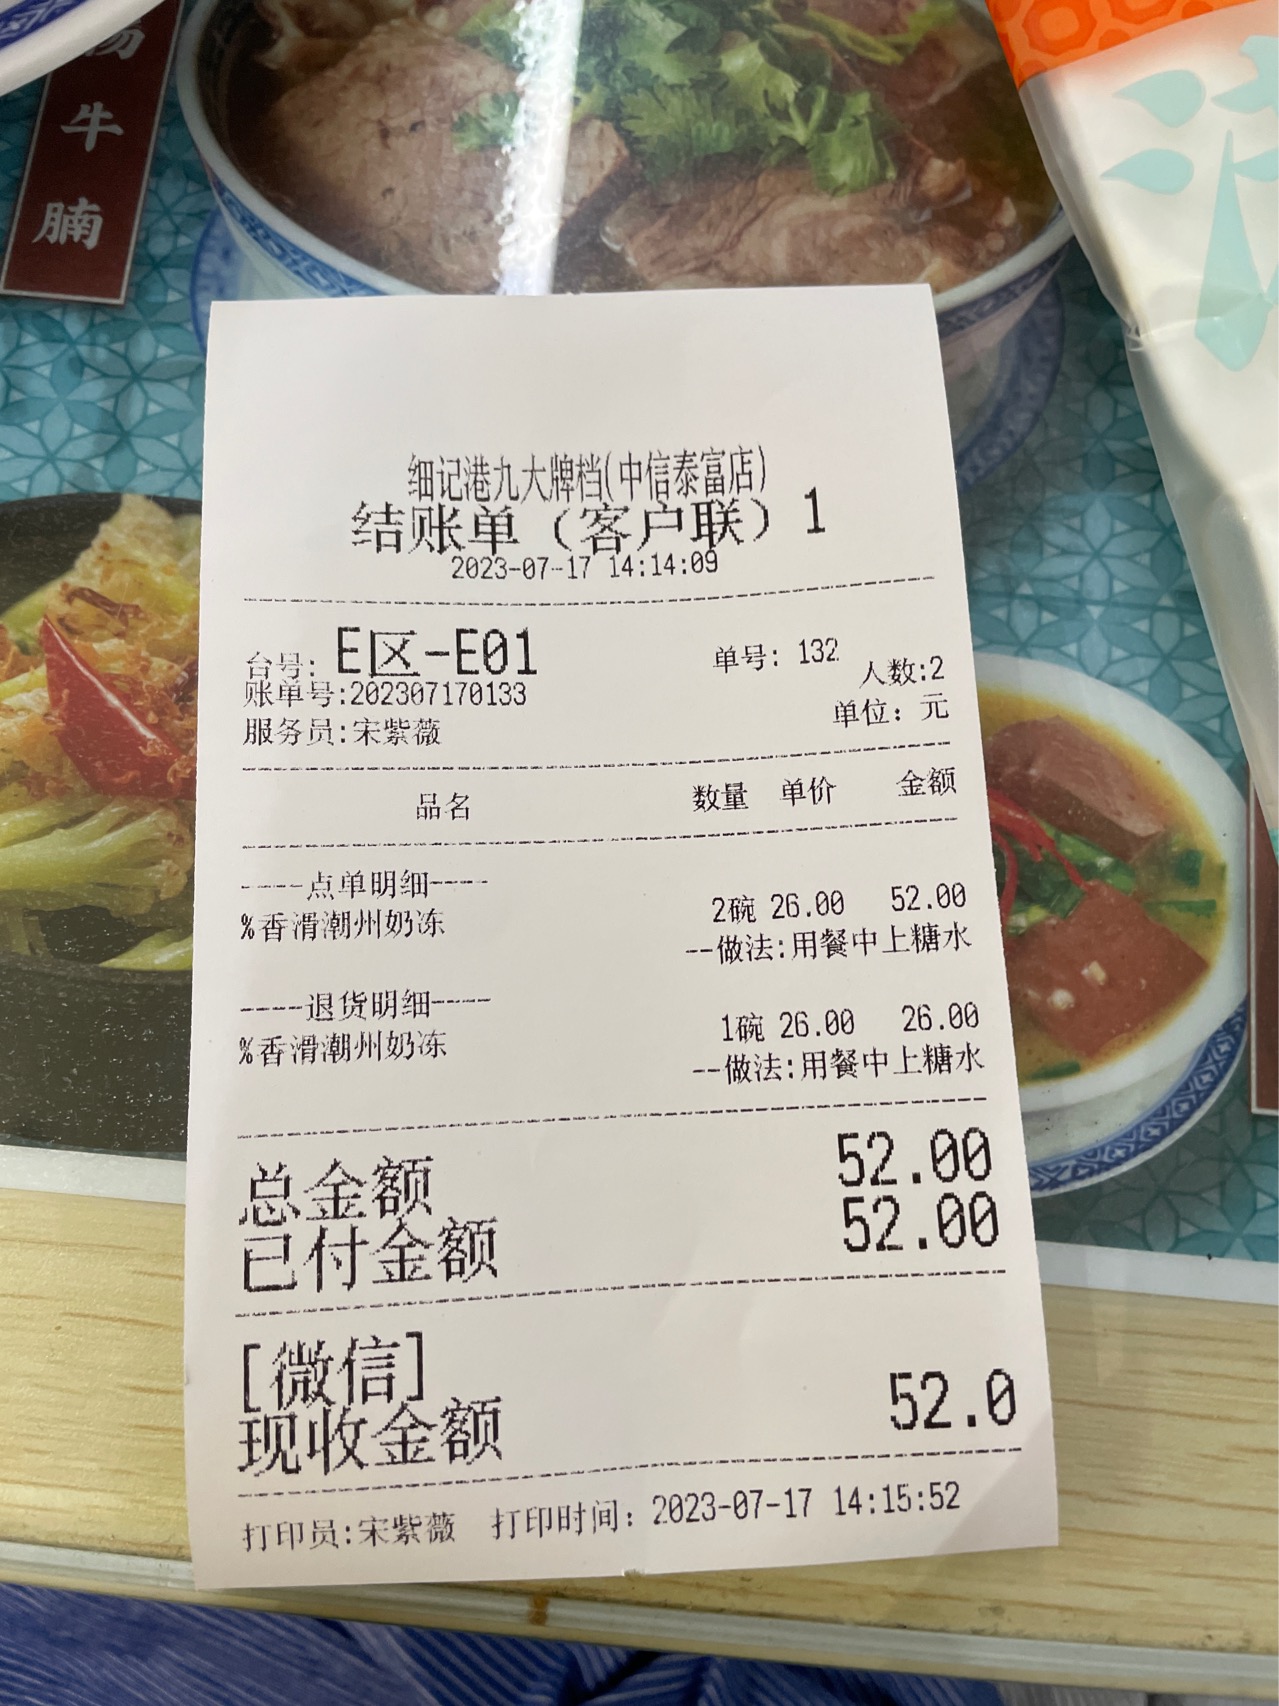 牛
腩
细记港九大牌档(中信泰富店)
结账单（客户联）1
2023-07-17 14:14:09
台号: E区-E01 单号: 132
人数:2
账单号:202307170133
服务员:宋紫薇 单位: 元
品名 数量 单价 金额
----点单明细----
%香滑潮州奶冻 2碗 26.00 52.00
--做法:用餐中上糖水
----退货明细----
%香滑潮州奶冻 1碗 26.00 26.00
--做法:用餐中上糖水
总金额 52.00
已付金额 52.00
[微信]
现收金额 52.0
打印员:宋紫薇 打印时间: 2023-07-17 14:15:52